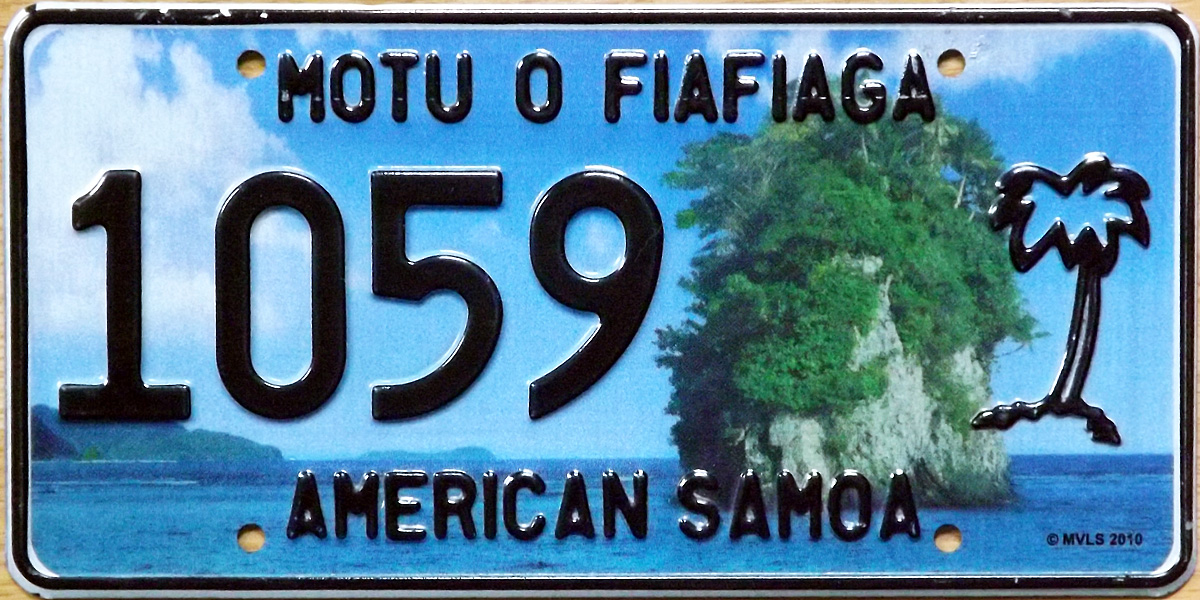 MOTU O FIAFIAGA
1059
AMERICAN SAMOA
© MVLS 2010